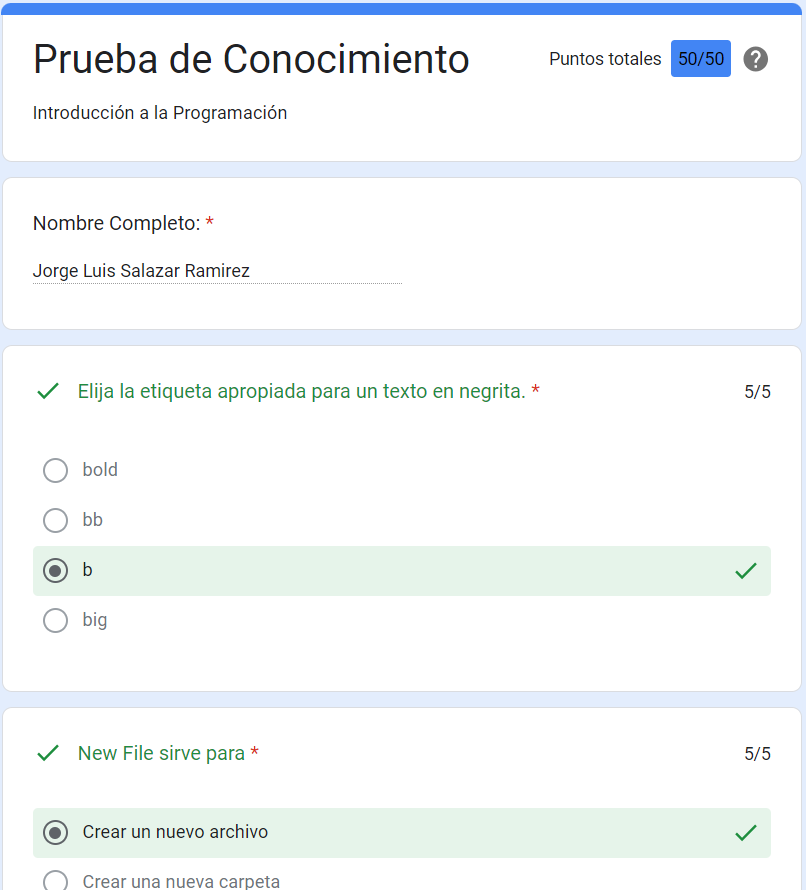 Prueba de Conocimiento
Puntos totales 50/50
Introducción a la Programación
Nombre Completo: *
Jorge Luis Salazar Ramirez
Elija la etiqueta apropiada para un texto en negrita. * 5/5
bold
bb
b
big
New File sirve para * 5/5
Crear un nuevo archivo
Crear una nueva carpeta